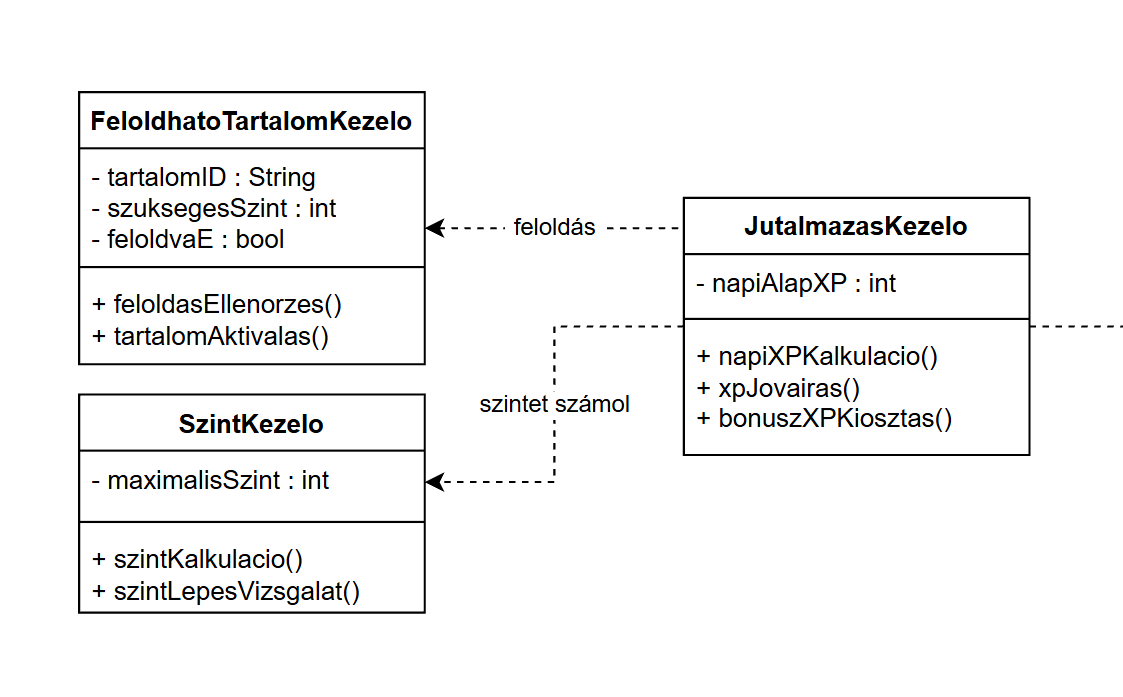 FeloldhatoTartalomKezelo
- tartalomID : String
- szuksegesSzint : int
- feloldvaE : bool
+ feloldasEllenorzes()
+ tartalomAktivalas()
feloldás
JutalmazasKezelo
- napiAlapXP : int
+ napiXPKalkulacio()
+ xpJovairas()
+ bonuszXPKiosztas()
szintet számol
SzintKezelo
- maximalisSzint : int
+ szintKalkulacio()
+ szintLepesVizsgalat()